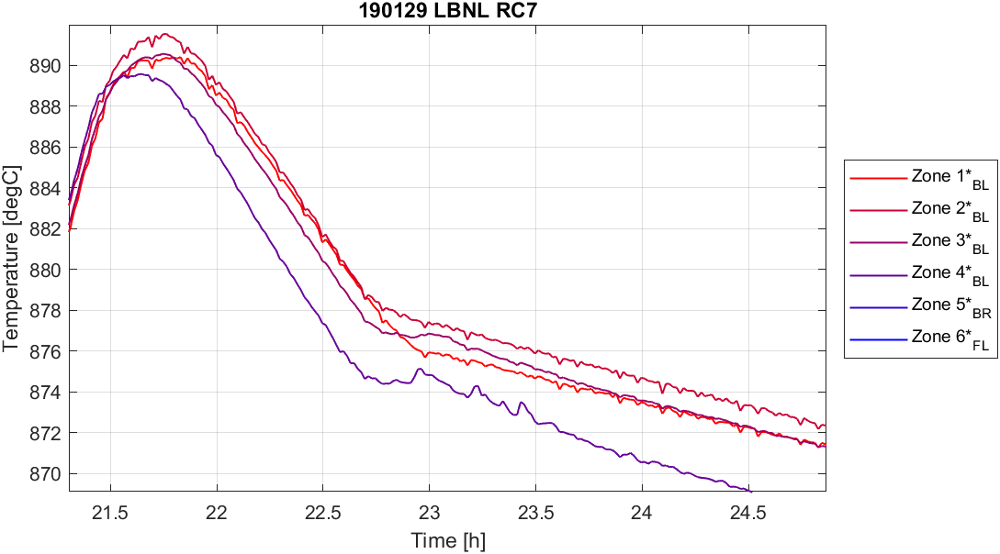 190129 LBNL RC7
Temperature [degC]
890
888
886
884
882
880
878
876
874
872
870
21.5 22 22.5 23 23.5 24 24.5
Time [h]
Zone 1*BL
Zone 2*BL
Zone 3*BL
Zone 4*BL
Zone 5*BR
Zone 6*FL